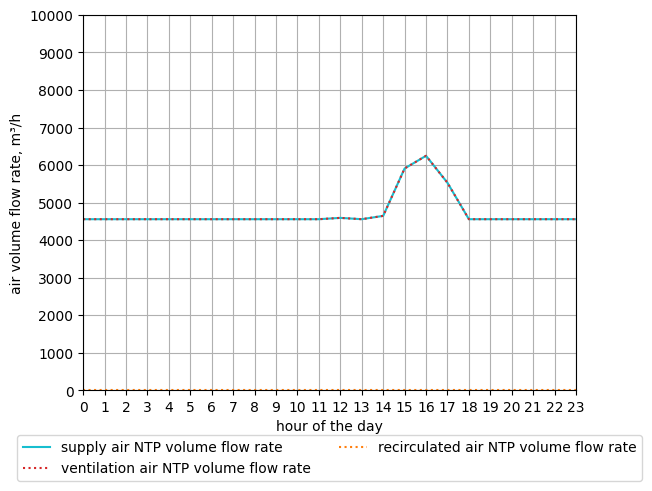 10000
9000
8000
7000
6000
5000
4000
3000
2000
1000
0
air volume flow rate, m³/h
0 1 2 3 4 5 6 7 8 9 10 11 12 13 14 15 16 17 18 19 20 21 22 23
hour of the day
supply air NTP volume flow rate
ventilation air NTP volume flow rate
recirculated air NTP volume flow rate